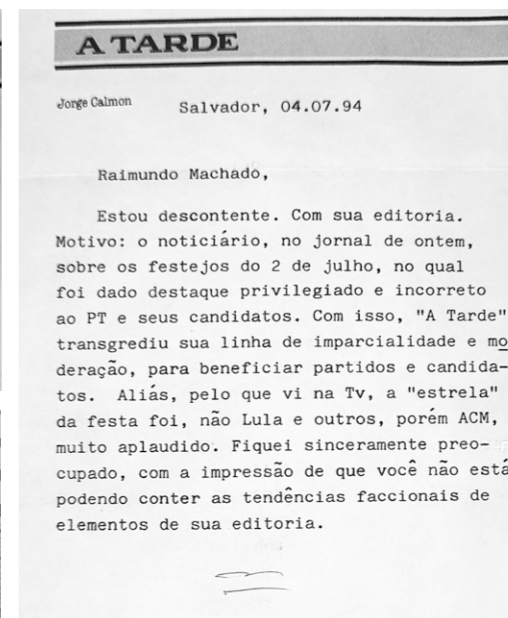 A TARDE
Jorge Calmon
Salvador, 04.07.94
Raimundo Machado,
Estou descontente. Com sua editoria.
Motivo: o noticiário, no jornal de ontem,
sobre os festejos do 2 de julho, no qual
foi dado destaque privilegiado e incorreto
ao PT e seus candidatos. Com isso, "A Tarde"
transgrediu sua linha de imparcialidade e mo
deração, para beneficiar partidos e candida-
tos. Aliás, pelo que vi na Tv, a "estrela"
da festa foi, não Lula e outros, porém ACM,
muito aplaudido. Fiquei sinceramente preo-
cupado, com a impressão de que você não está
podendo conter as tendências faccionais de
elementos de sua editoria.